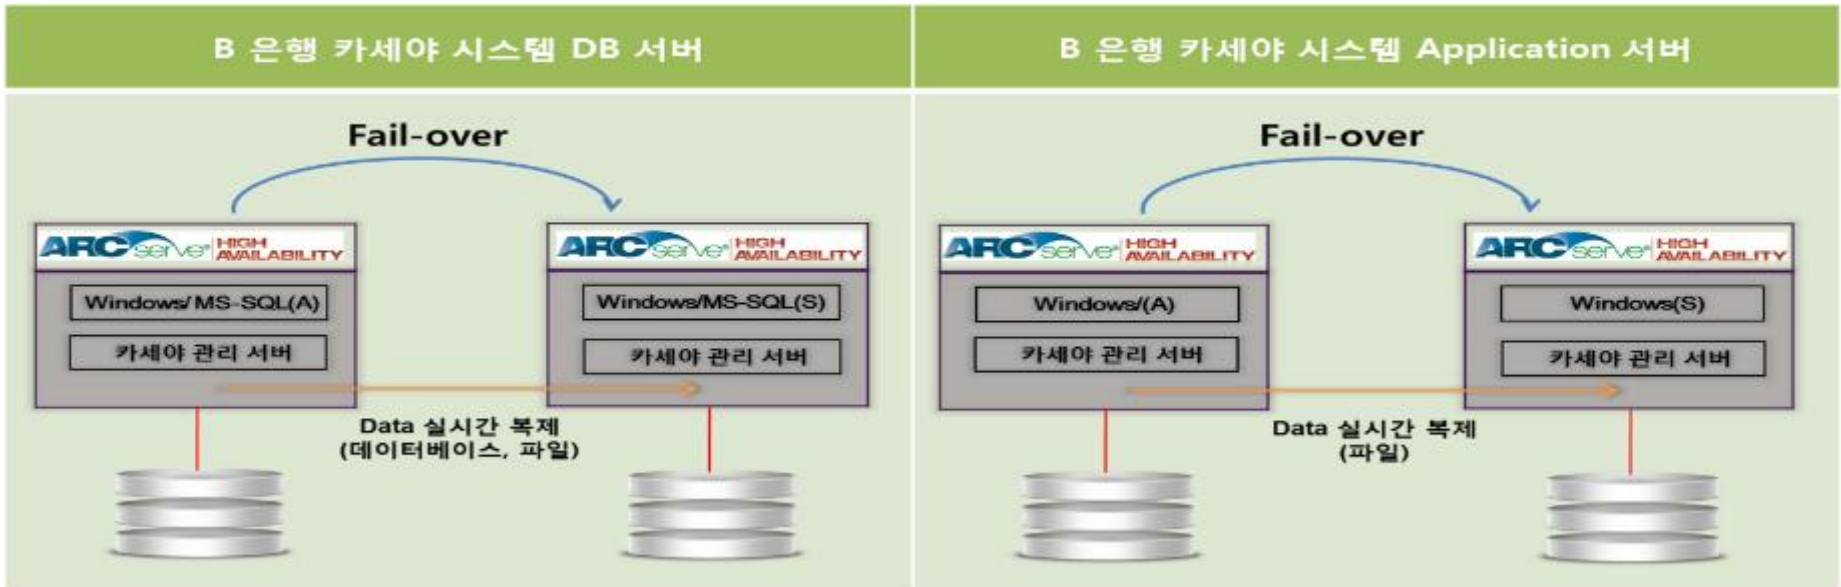 B 은행 카세야 시스템 DB 서버
B 은행 카세야 시스템 Application 서버
Fail-over
ARCserve® HIGH AVAILABILITY
ARCserve® HIGH AVAILABILITY
Windows/MS-SQL(A)
Windows/MS-SQL(S)
카세야 관리 서버
카세야 관리 서버
Data 실시간 복제
(데이터베이스, 파일)
Fail-over
ARCserve® HIGH AVAILABILITY
ARCserve® HIGH AVAILABILITY
Windows/(A)
Windows(S)
카세야 관리 서버
카세야 관리 서버
Data 실시간 복제
(파일)